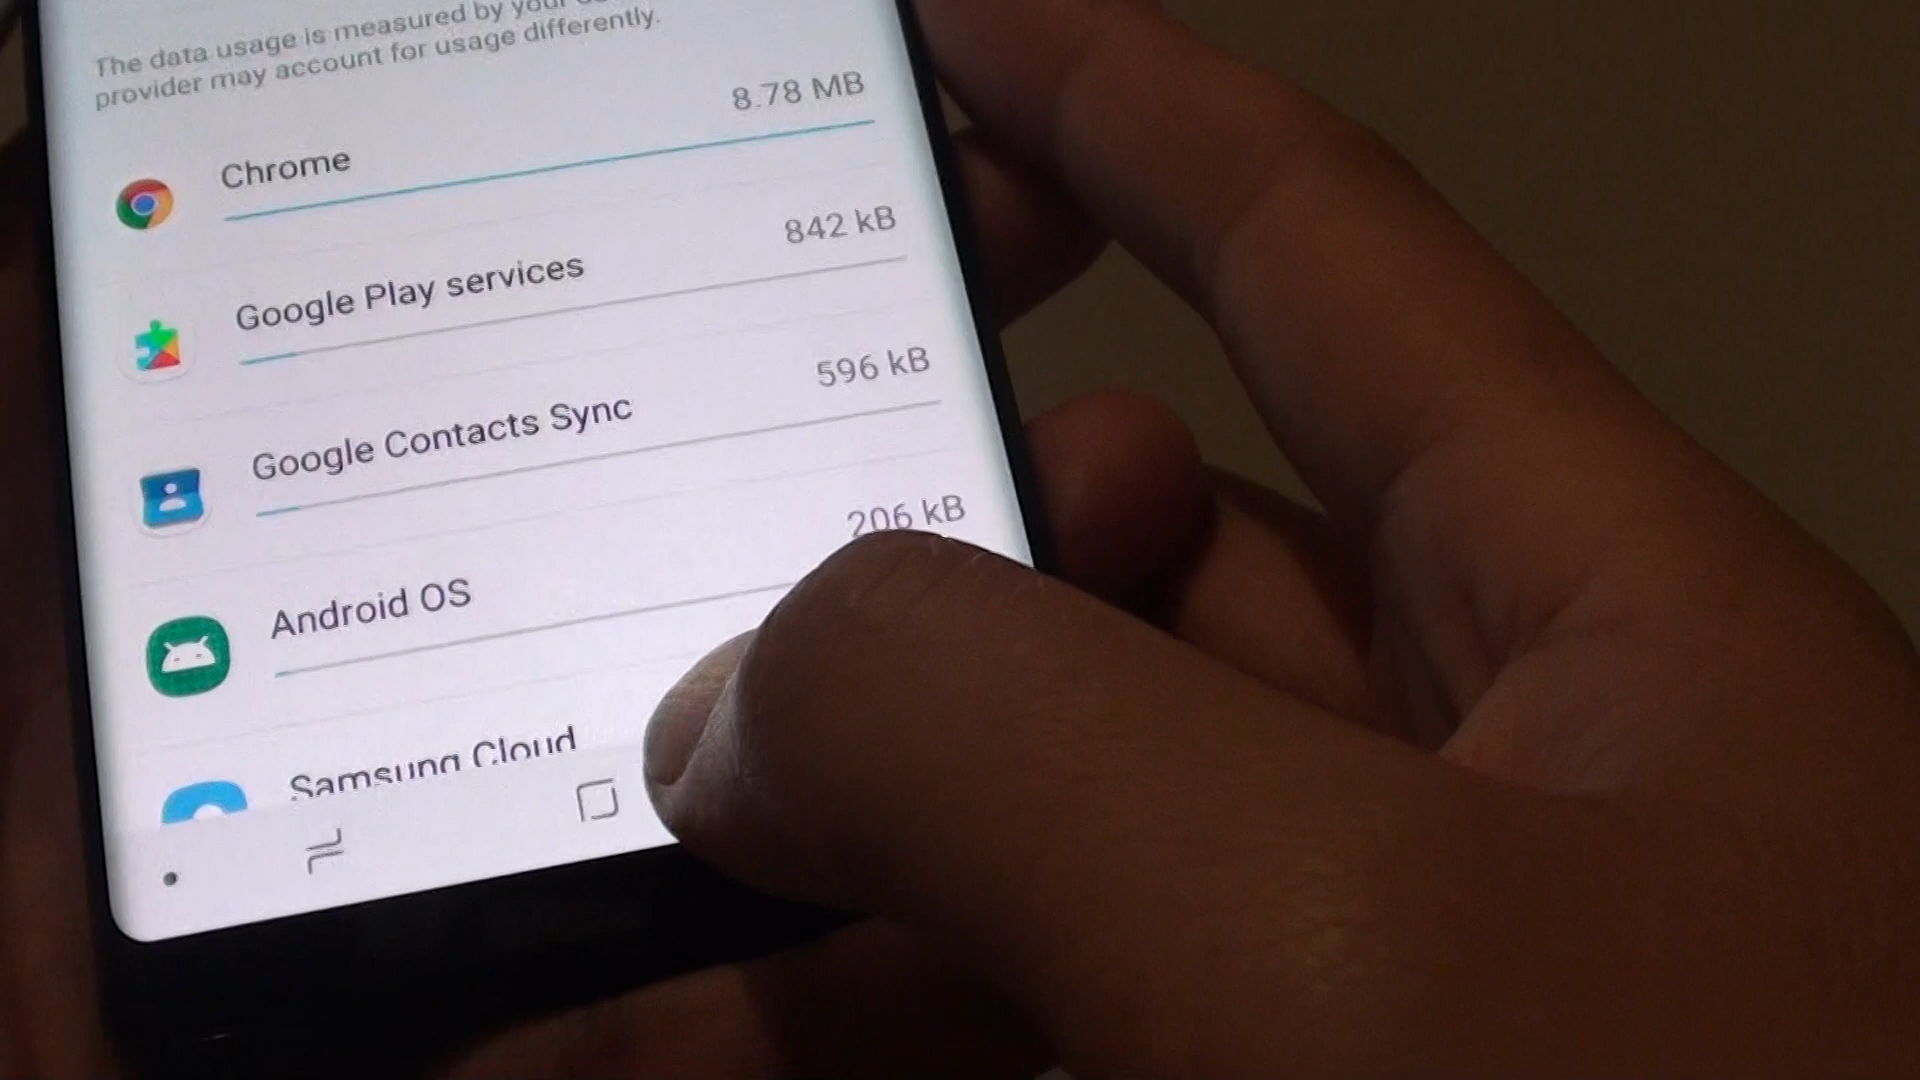 The data usage is measured by your
provider may account for usage differently.
8.78 MB
Chrome
842 kB
Google Play services
596 kB
Google Contacts Sync
206 kB
Android OS
Samsung Cloud